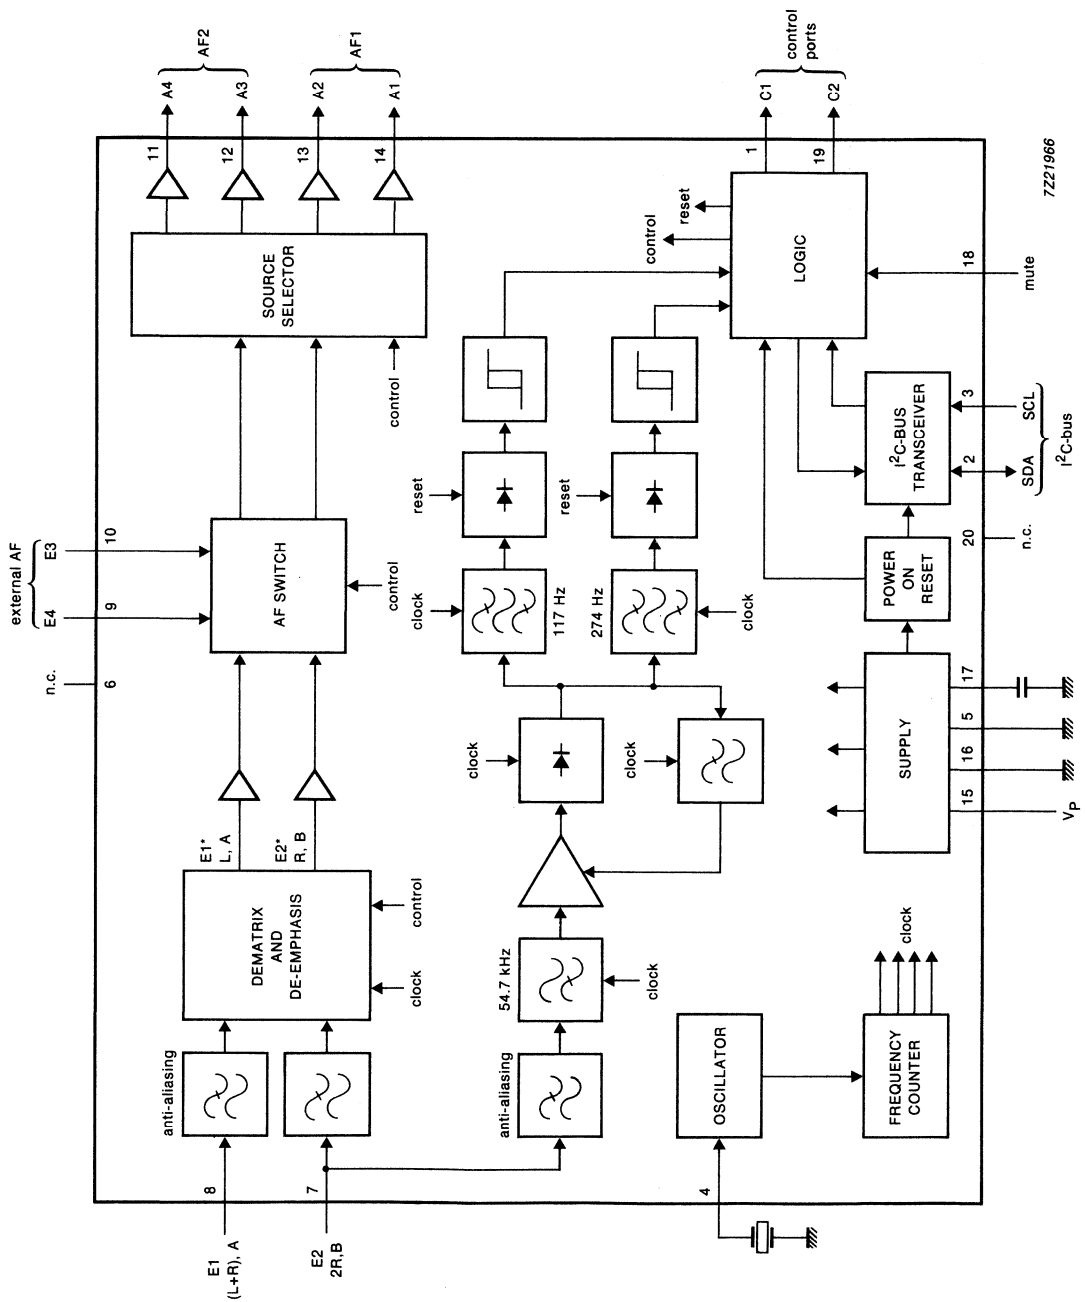 AF2
AF1
A4
A3
A2
A1
11
12
13
14
SOURCE
SELECTOR
control
external AF
E4
E3
9
10
n.c.
6
AF SWITCH
control
E1*
L, A
E2*
R, B
DEMATRIX
AND
DE-EMPHASIS
clock
control
anti-aliasing
8
7
E1
(L+R), A
E2
2R,B
anti-aliasing
54.7 kHz
clock
clock
clock
clock
117 Hz
274 Hz
clock
reset
reset
control
ports
C1
C2
1
19
control
reset
LOGIC
18
mute
I²C-BUS
TRANSCEIVER
3
2
SCL
SDA
I²C-bus
POWER
ON
RESET
20
n.c.
SUPPLY
17
5
16
15
VP
OSCILLATOR
4
FREQUENCY
COUNTER
clock
7Z21966